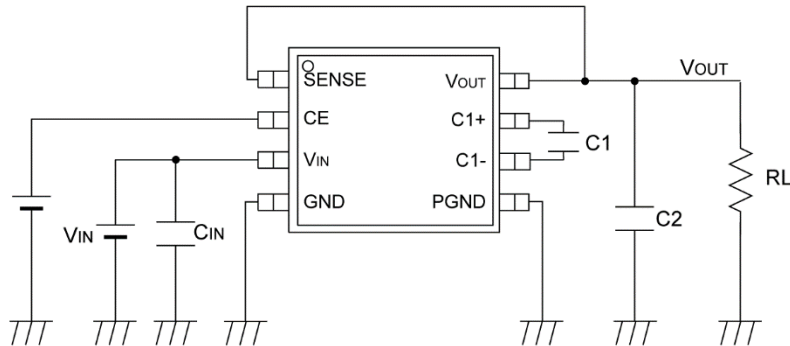 SENSE
VOUT
VOUT
CE
C1+
C1
VIN
C1-
GND
PGND
RL
VIN
CIN
C2